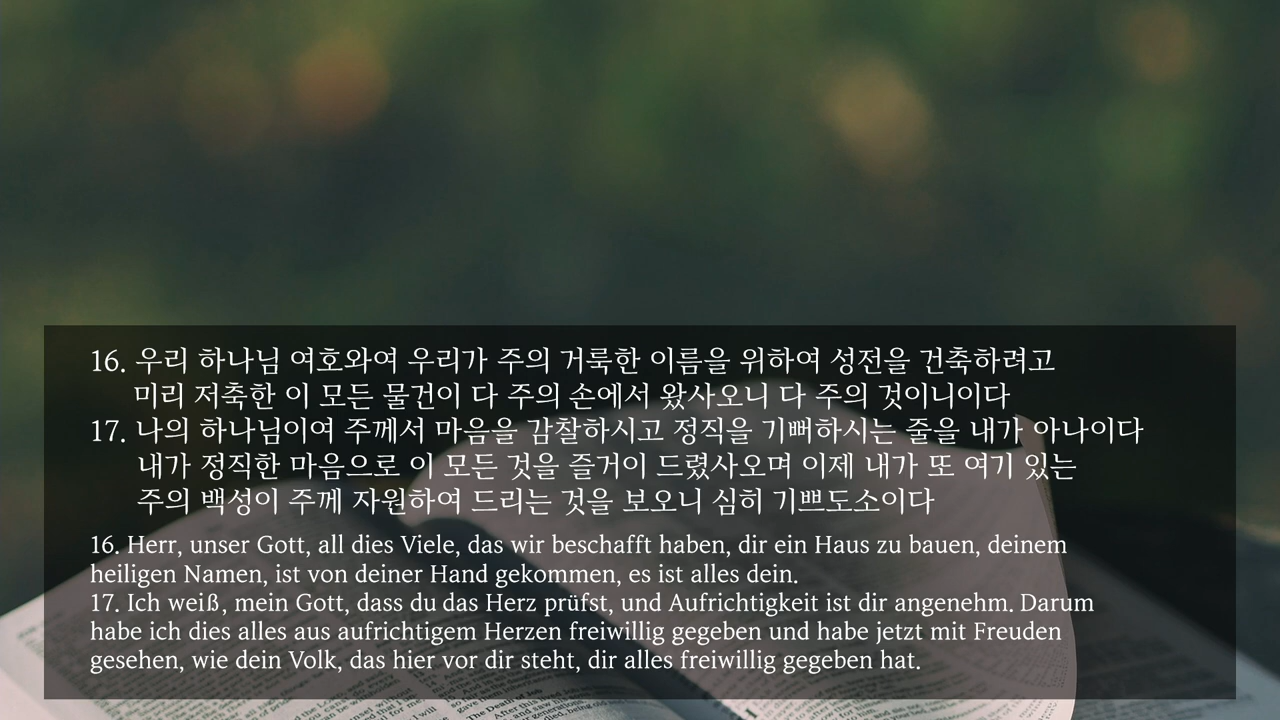 16. 우리 하나님 여호와여 우리가 주의 거룩한 이름을 위하여 성전을 건축하려고
미리 저축한 이 모든 물건이 다 주의 손에서 왔사오니 다 주의 것이니이다
17. 나의 하나님이여 주께서 마음을 감찰하시고 정직을 기뻐하시는 줄을 내가 아나이다
내가 정직한 마음으로 이 모든 것을 즐거이 드렸사오며 이제 내가 또 여기 있는
주의 백성이 주께 자원하여 드리는 것을 보오니 심히 기쁘도소이다
16. Herr, unser Gott, all dies Viele, das wir beschafft haben, dir ein Haus zu bauen, deinem
heiligen Namen, ist von deiner Hand gekommen, es ist alles dein.
17. Ich weiß, mein Gott, dass du das Herz prüfst, und Aufrichtigkeit ist dir angenehm. Darum
habe ich dies alles aus aufrichtigem Herzen freiwillig gegeben und habe jetzt mit Freuden
gesehen, wie dein Volk, das hier vor dir steht, dir alles freiwillig gegeben hat.
The Death of Job